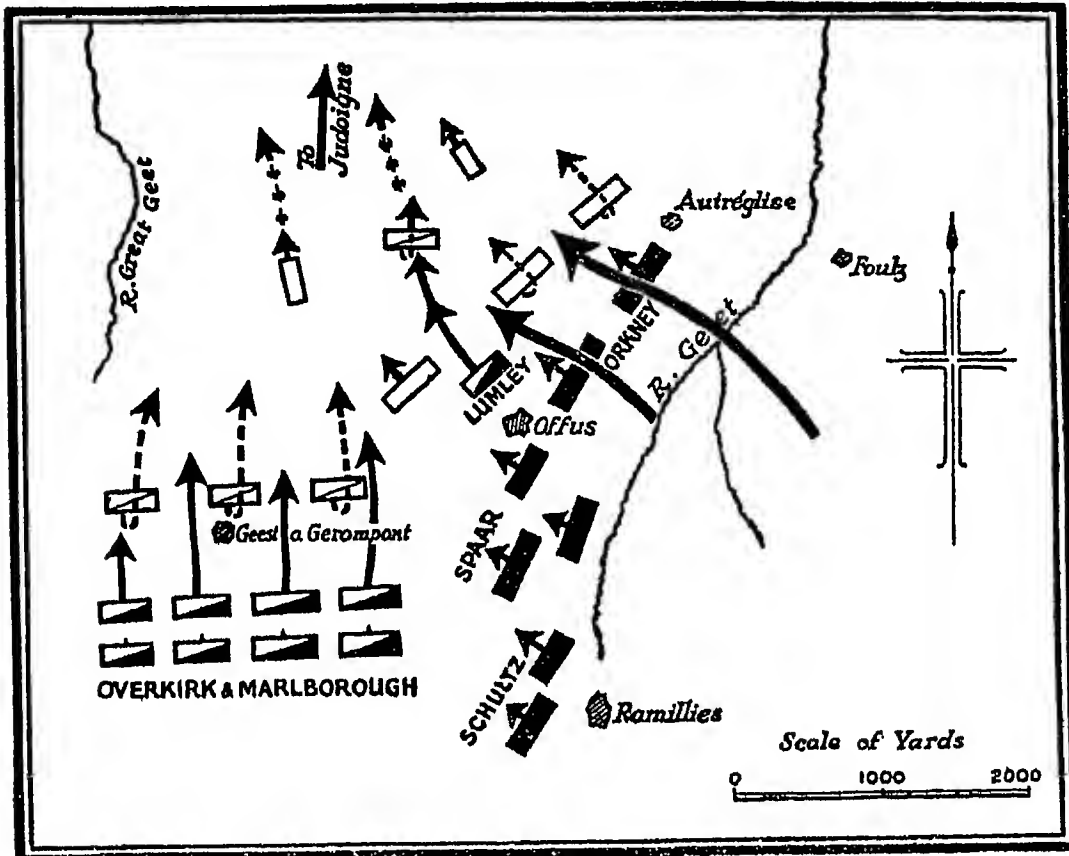 R. Great Geet
To
Judoigne
Autréglise
Foulz
R. Geet
ORKNEY
LUMLEY
Offus
Geest a Gerompont
SPAAR
OVERKIRK & MARLBOROUGH
SCHULTZ
Ramillies
Scale of Yards
0 1000 2000